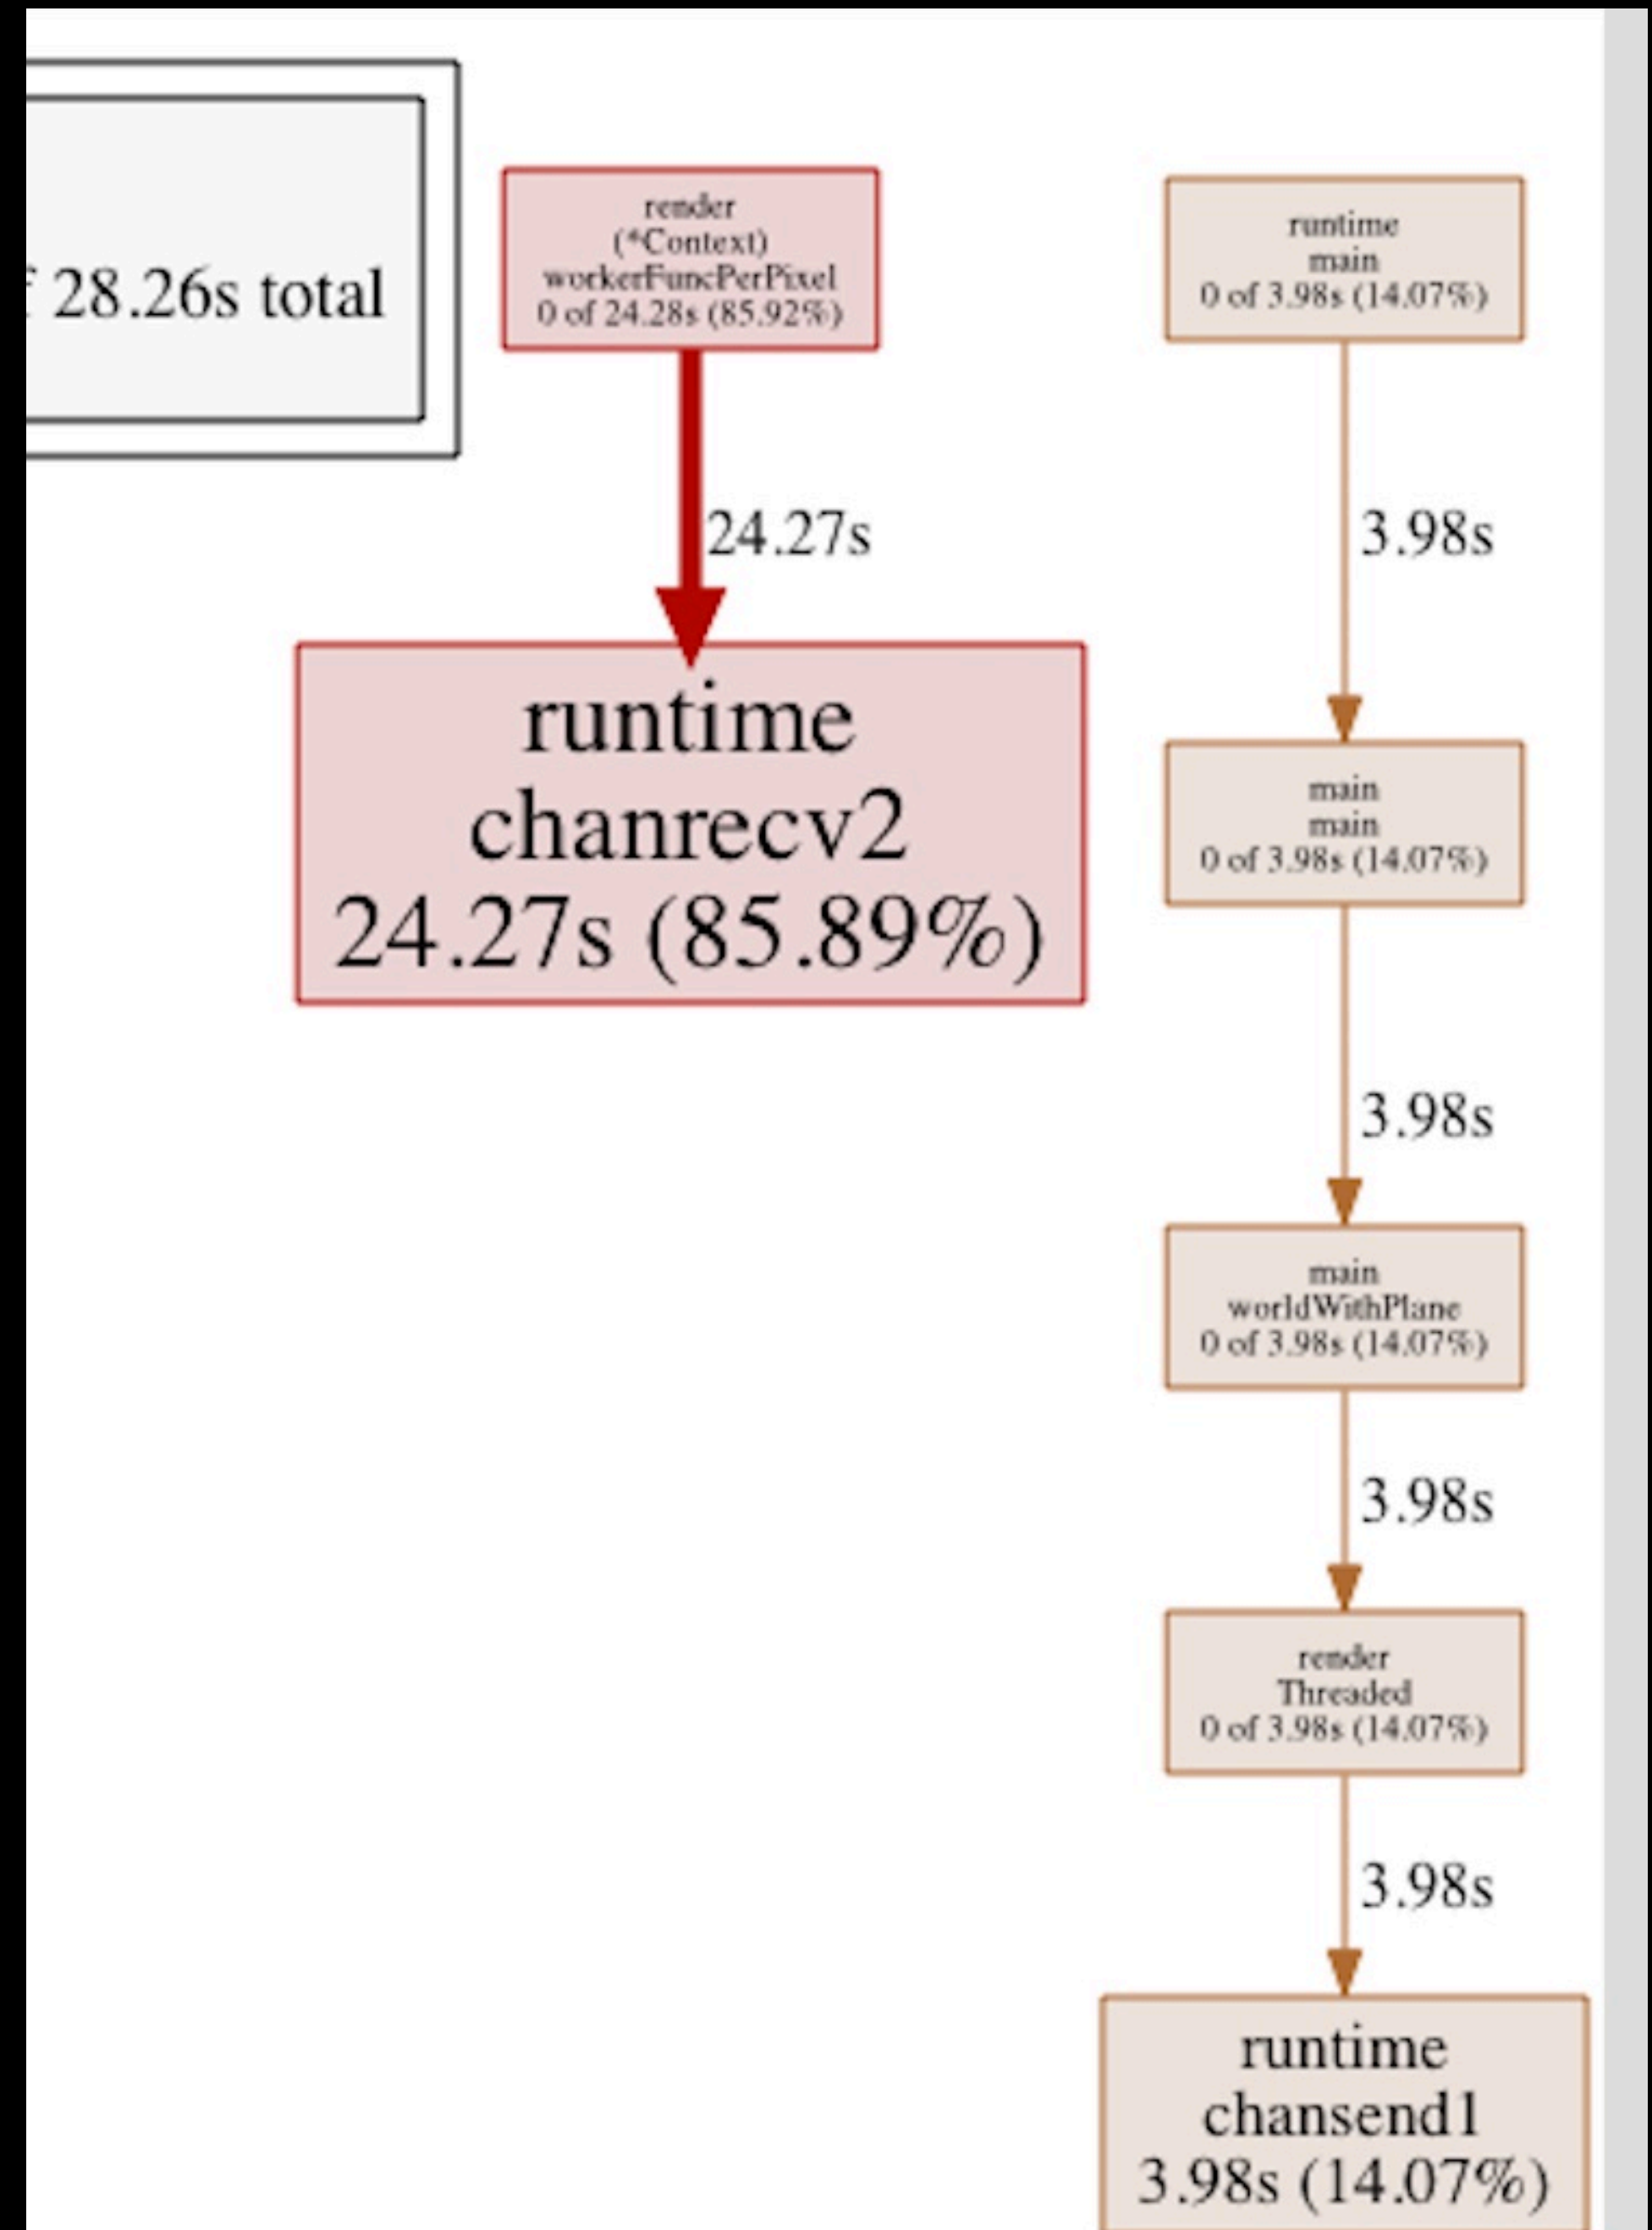 28.26s total
render
(*Context)
workerFuncPerPixel
0 of 24.28s (85.92%)
24.27s
runtime
chanrecv2
24.27s (85.89%)
runtime
main
0 of 3.98s (14.07%)
3.98s
main
main
0 of 3.98s (14.07%)
3.98s
main
worldWithPlane
0 of 3.98s (14.07%)
3.98s
render
Threaded
0 of 3.98s (14.07%)
3.98s
runtime
chansend1
3.98s (14.07%)